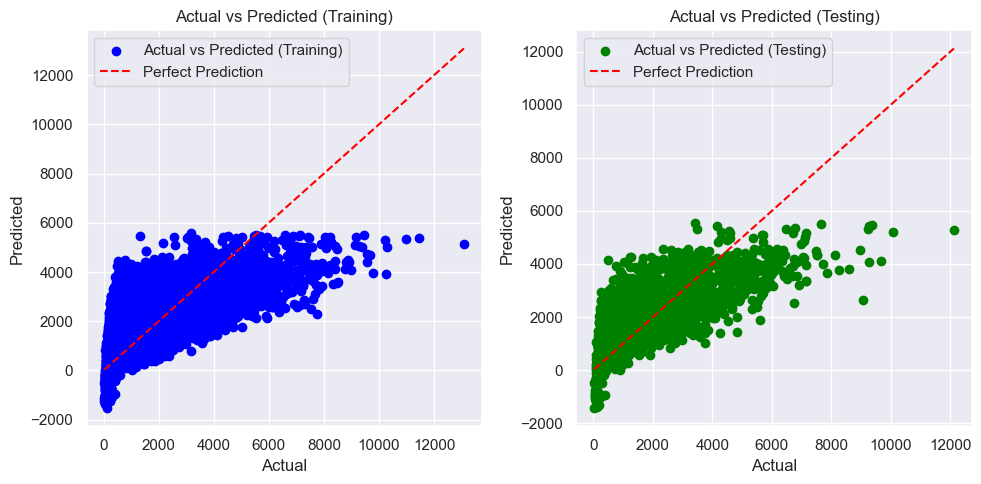 Actual vs Predicted (Training)
Actual vs Predicted (Training)
Perfect Prediction
12000
10000
8000
6000
4000
2000
0
−2000
Predicted
0 2000 4000 6000 8000 10000 12000
Actual
Actual vs Predicted (Testing)
Actual vs Predicted (Testing)
Perfect Prediction
12000
10000
8000
6000
4000
2000
0
−2000
Predicted
0 2000 4000 6000 8000 10000 12000
Actual